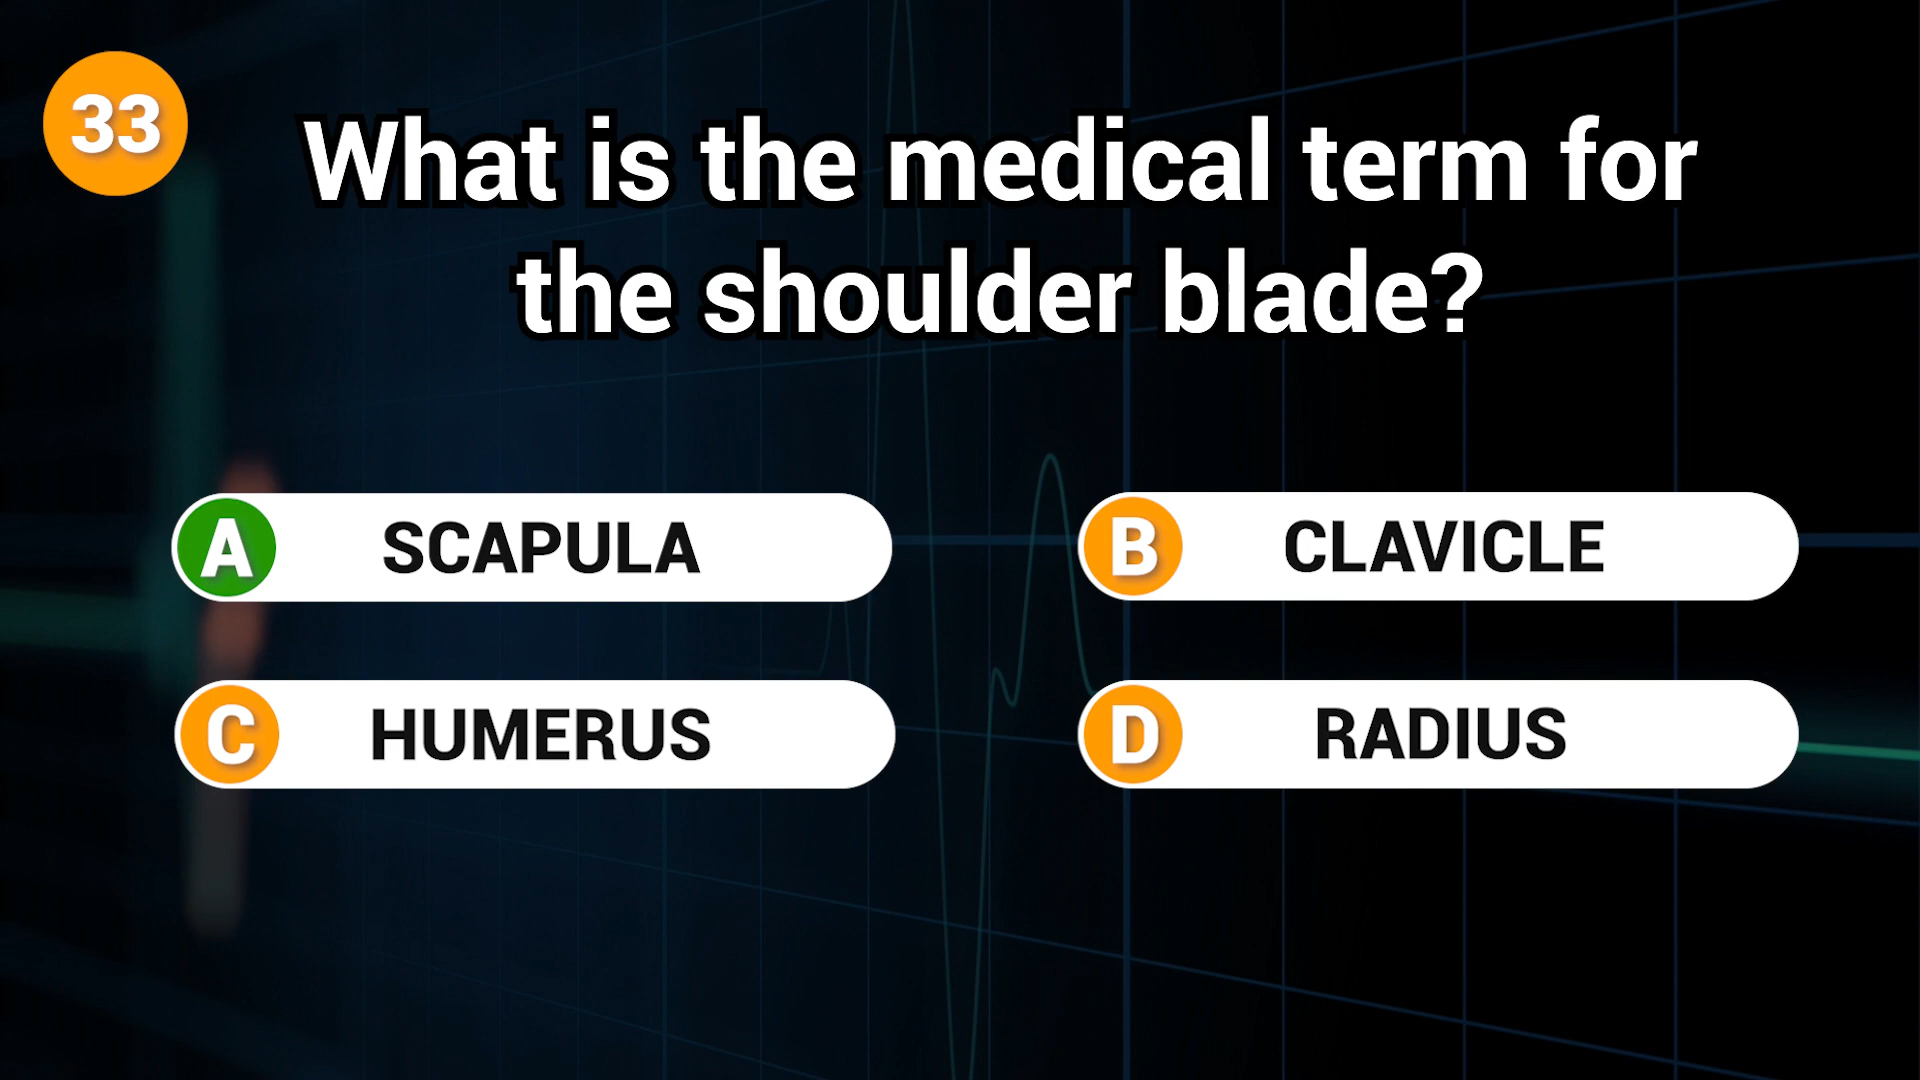 33
What is the medical term for
the shoulder blade?
A SCAPULA
B CLAVICLE
C HUMERUS
D RADIUS